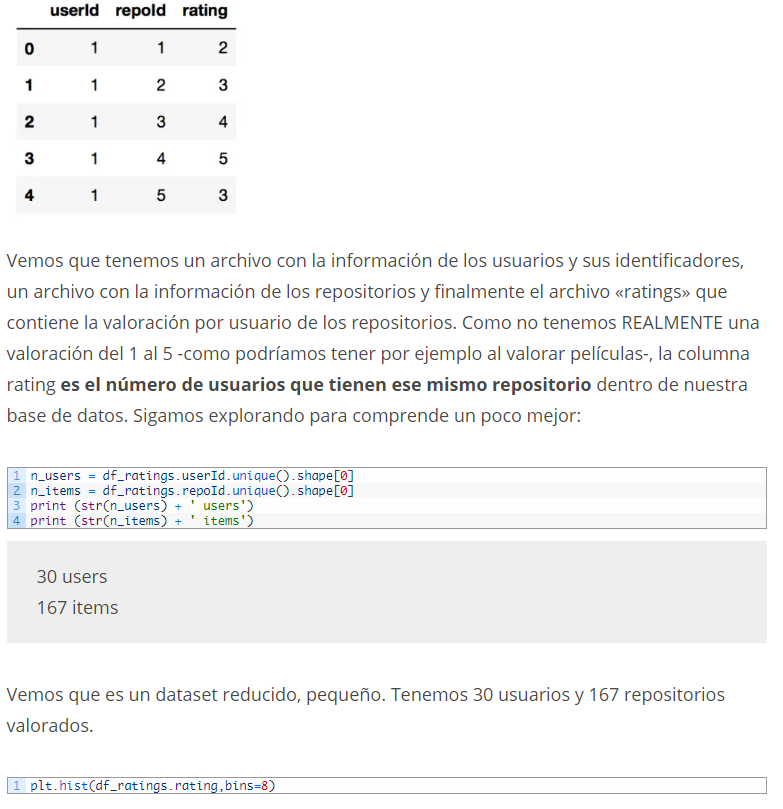 userId repoId rating
0 1 1 2
1 1 2 3
2 1 3 4
3 1 4 5
4 1 5 3
Vemos que tenemos un archivo con la información de los usuarios y sus identificadores,
un archivo con la información de los repositorios y finalmente el archivo «ratings» que
contiene la valoración por usuario de los repositorios. Como no tenemos REALMENTE una
valoración del 1 al 5 -como podríamos tener por ejemplo al valorar películas-, la columna
rating es el número de usuarios que tienen ese mismo repositorio dentro de nuestra
base de datos. Sigamos explorando para comprende un poco mejor:
1 n_users = df_ratings.userId.unique().shape[0]
2 n_items = df_ratings.repoId.unique().shape[0]
3 print (str(n_users) + ' users')
4 print (str(n_items) + ' items')
30 users
167 items
Vemos que es un dataset reducido, pequeño. Tenemos 30 usuarios y 167 repositorios
valorados.
1 plt.hist(df_ratings.rating,bins=8)